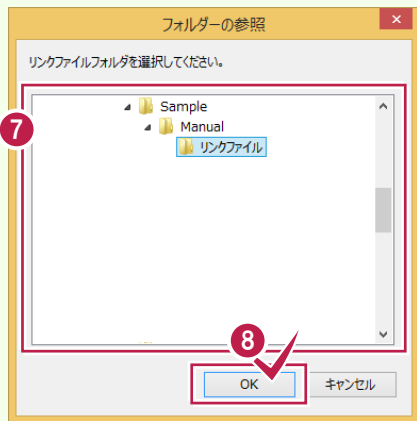 フォルダーの参照
×
リンクファイルフォルダを選択してください。
7
Sample
Manual
リンクファイル
8
OK
キャンセル